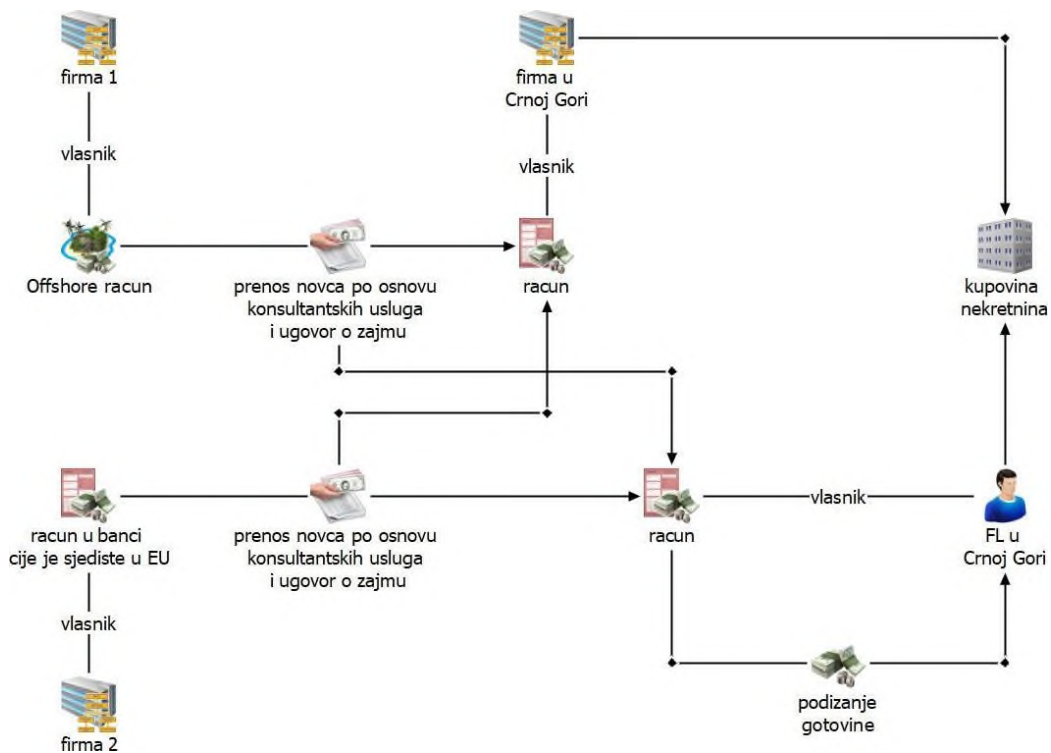 firma 1
firma u
Crnoj Gori
vlasnik
vlasnik
Offshore racun
prenos novca po osnovu
konsultantskih usluga
i ugovor o zajmu
racun
kupovina
nekretnina
racun u banci
cije je sjediste u EU
prenos novca po osnovu
konsultantskih usluga
i ugovor o zajmu
racun
vlasnik
FL u
Crnoj Gori
vlasnik
podizanje
gotovine
firma 2